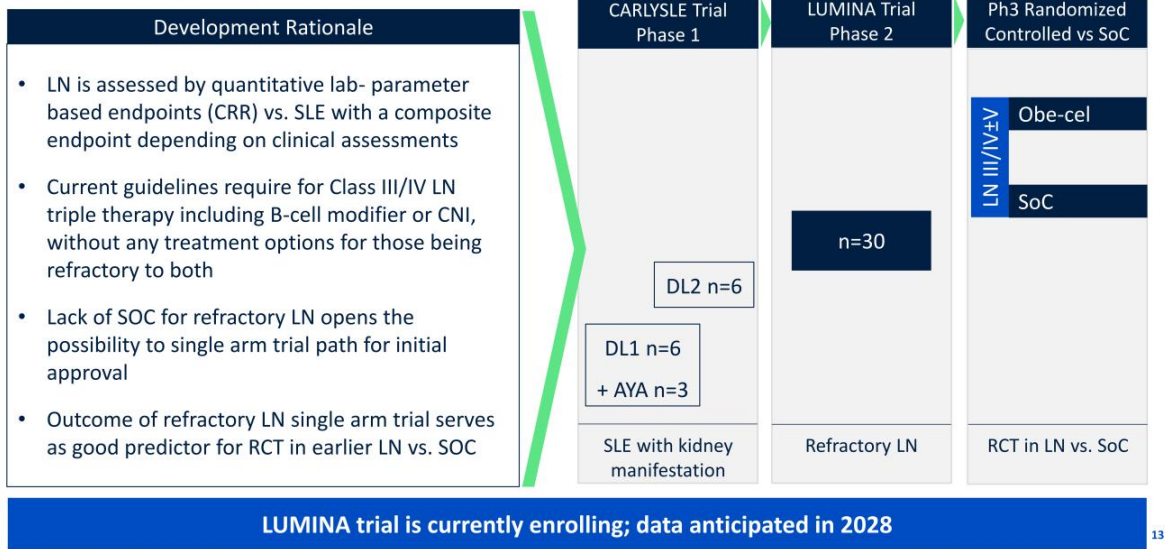 Development Rationale
• LN is assessed by quantitative lab- parameter
based endpoints (CRR) vs. SLE with a composite
endpoint depending on clinical assessments
• Current guidelines require for Class III/IV LN
triple therapy including B-cell modifier or CNI,
without any treatment options for those being
refractory to both
• Lack of SOC for refractory LN opens the
possibility to single arm trial path for initial
approval
• Outcome of refractory LN single arm trial serves
as good predictor for RCT in earlier LN vs. SOC
CARLYSLE Trial
Phase 1
DL2 n=6
DL1 n=6
+ AYA n=3
SLE with kidney
manifestation
LUMINA Trial
Phase 2
n=30
Refractory LN
Ph3 Randomized
Controlled vs SoC
LN III/IV±V
Obe-cel
SoC
RCT in LN vs. SoC
LUMINA trial is currently enrolling; data anticipated in 2028
13